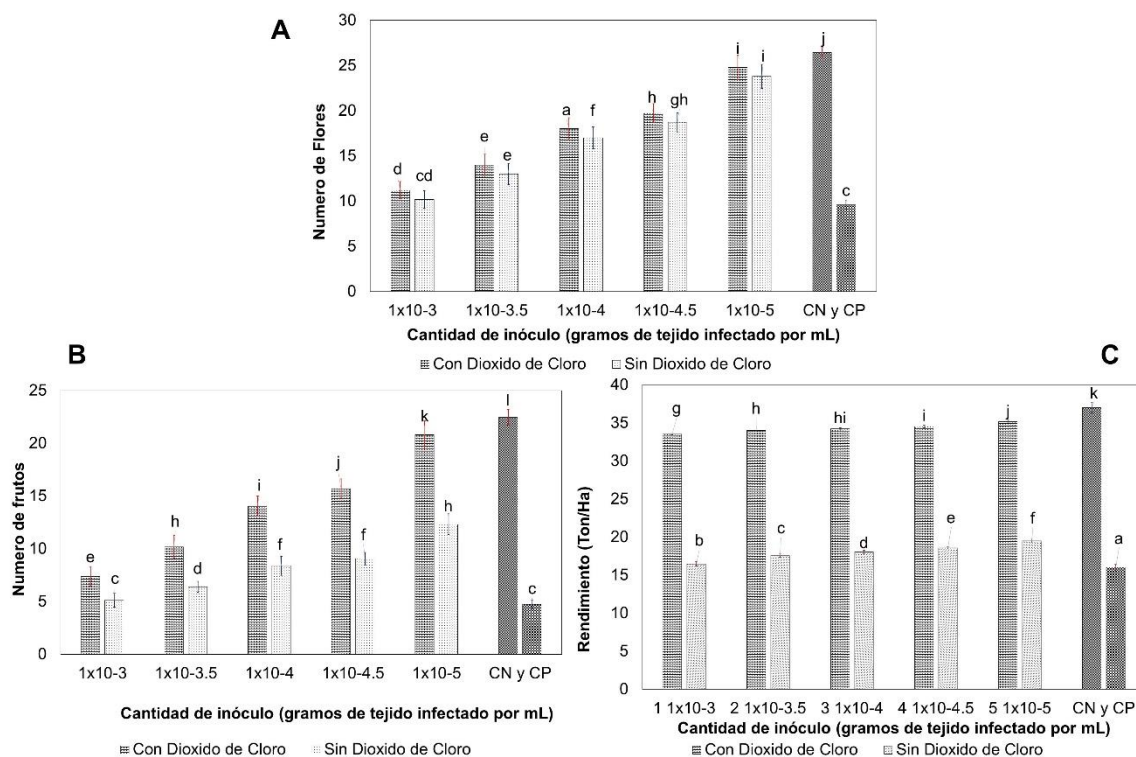 A
Numero de Flores
30
25
20
15
10
5
0
d cd e e a f h gh i i j c
1x10-3 1x10-3.5 1x10-4 1x10-4.5 1x10-5 CN y CP
Cantidad de inóculo (gramos de tejido infectado por mL)
Con Dioxido de Cloro Sin Dioxido de Cloro
B
Numero de frutos
25
20
15
10
5
0
e c h d i f j f k h l c
1x10-3 1x10-3.5 1x10-4 1x10-4.5 1x10-5 CN y CP
Cantidad de inóculo (gramos de tejido infectado por mL)
Con Dioxido de Cloro Sin Dioxido de Cloro
C
Rendimiento (Ton/Ha)
40
35
30
25
20
15
10
5
0
g b h c hi d i e j f k a
1 1x10-3 2 1x10-3.5 3 1x10-4 4 1x10-4.5 5 1x10-5 CN y CP
Cantidad de inóculo (gramos de tejido infectado por mL)
Con Dioxido de Cloro Sin Dioxido de Cloro